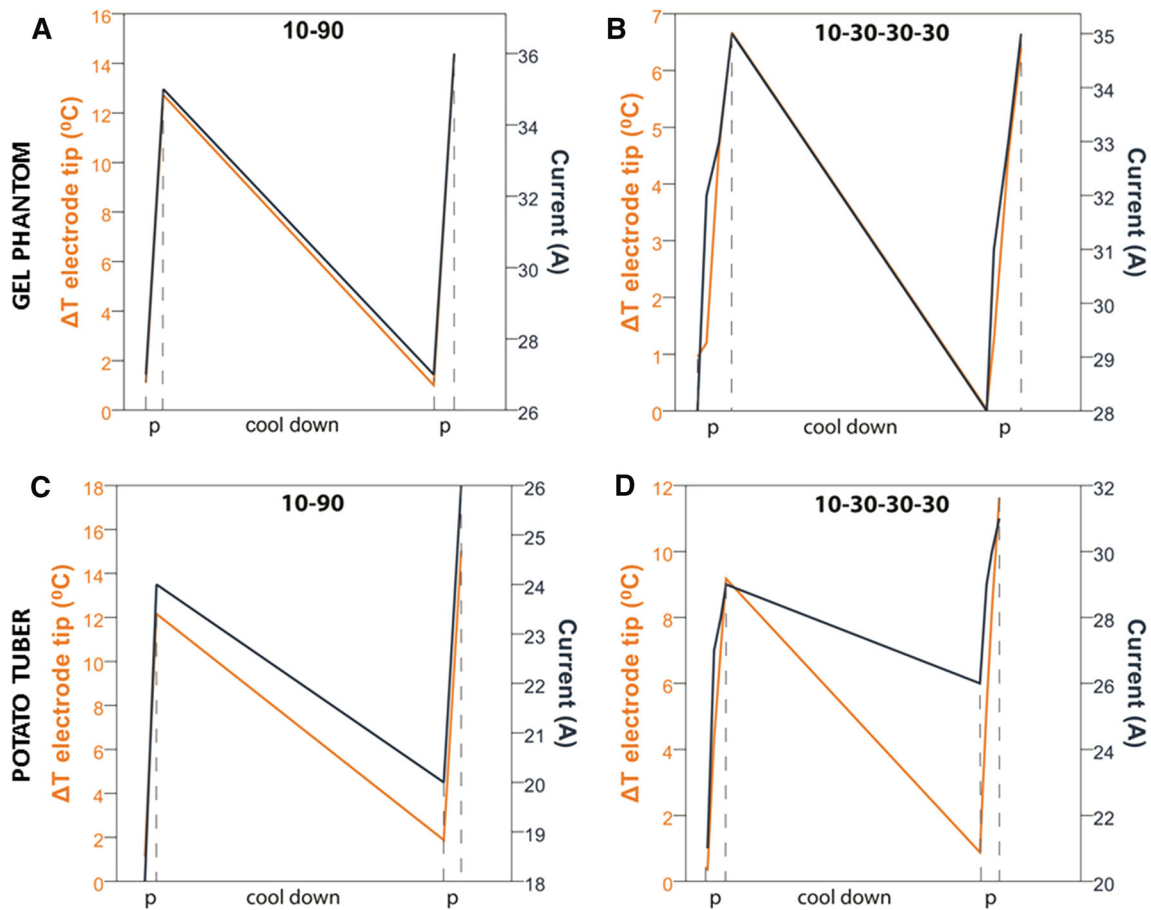 A
10-90
16
14
12
10
8
6
4
2
0
ΔT electrode tip (⁰C)
GEL PHANTOM
36
34
32
30
28
26
Current (A)
p
cool down
p
B
10-30-30-30
7
6
5
4
3
2
1
0
ΔT electrode tip (⁰C)
35
34
33
32
31
30
29
28
Current (A)
p
cool down
p
C
10-90
18
16
14
12
10
8
6
4
2
0
ΔT electrode tip (⁰C)
POTATO TUBER
26
25
24
23
22
21
20
19
18
Current (A)
p
cool down
p
D
10-30-30-30
12
10
8
6
4
2
0
ΔT electrode tip (⁰C)
32
30
28
26
24
22
20
Current (A)
p
cool down
p